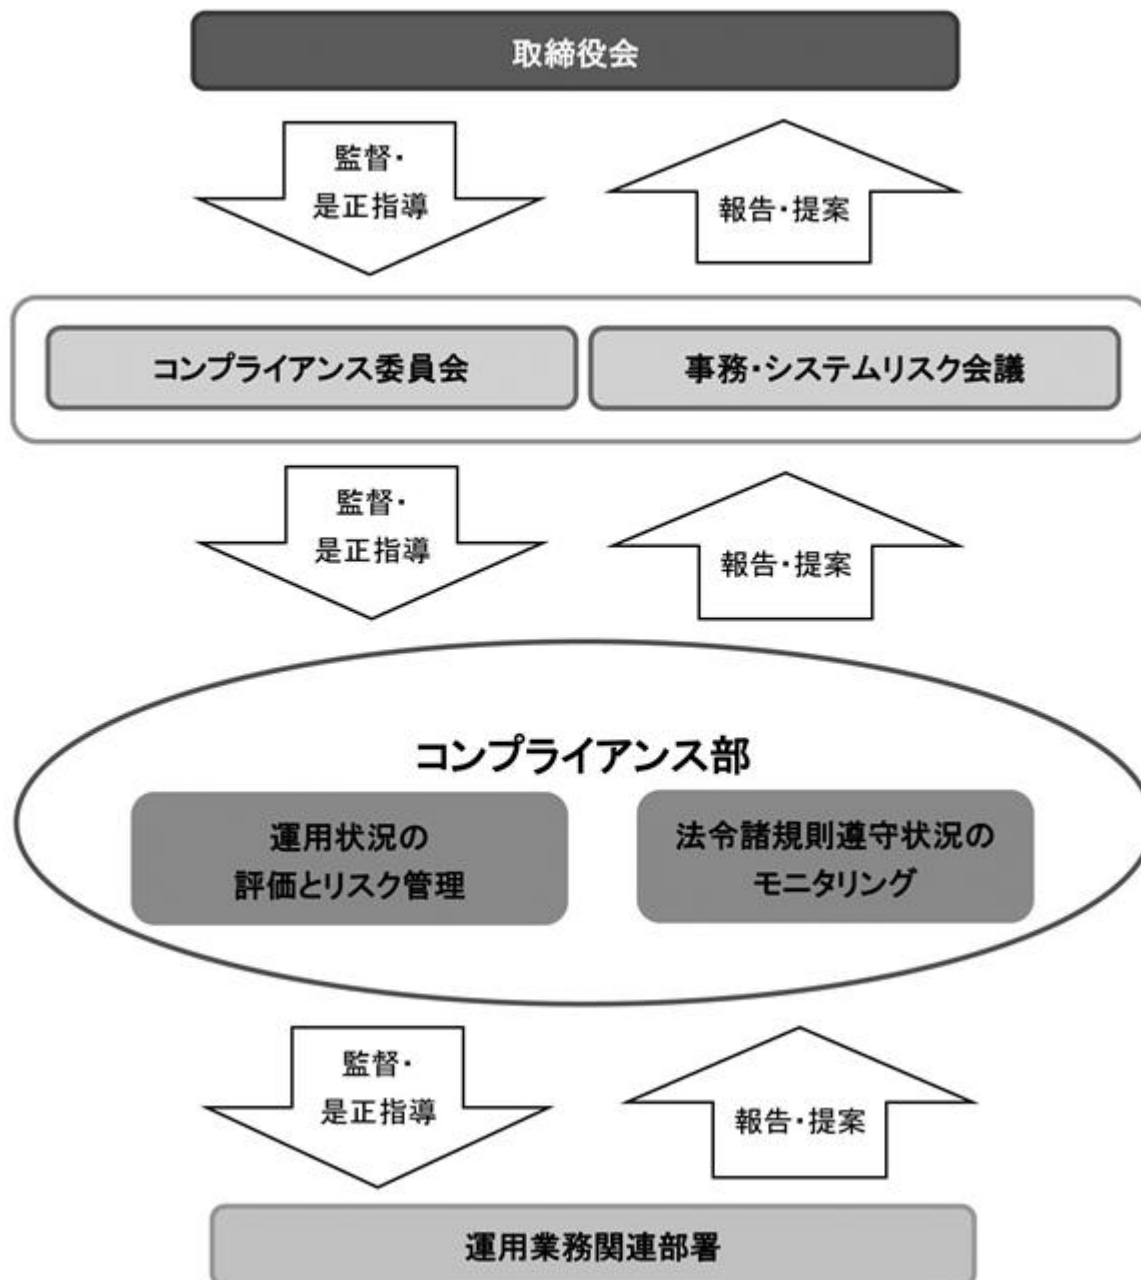 取締役会
監督・
是正指導
報告・提案
コンプライアンス委員会
事務・システムリスク会議
監督・
是正指導
報告・提案
コンプライアンス部
運用状況の
評価とリスク管理
法令諸規則遵守状況の
モニタリング
監督・
是正指導
報告・提案
運用業務関連部署